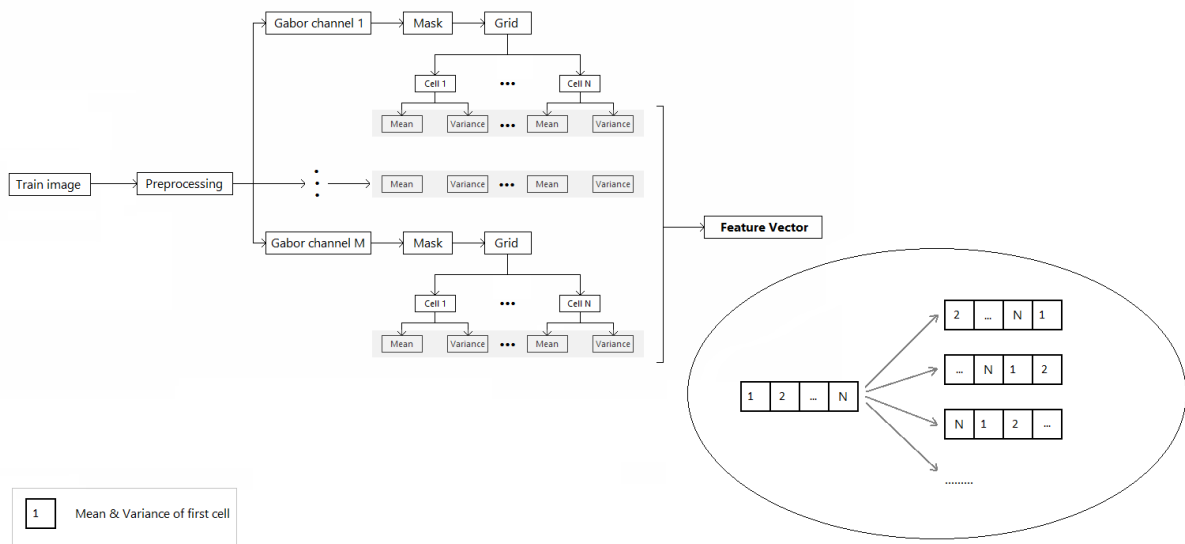 Gabor channel 1 Mask Grid
Cell 1 ••• Cell N
Mean Variance ••• Mean Variance
Train image Preprocessing Mean Variance ••• Mean Variance
Feature Vector
Gabor channel M Mask Grid
Cell 1 ••• Cell N
Mean Variance ••• Mean Variance
2 ... N 1
... N 1 2
1 2 ... N
N 1 2 ...
.........
1 Mean & Variance of first cell